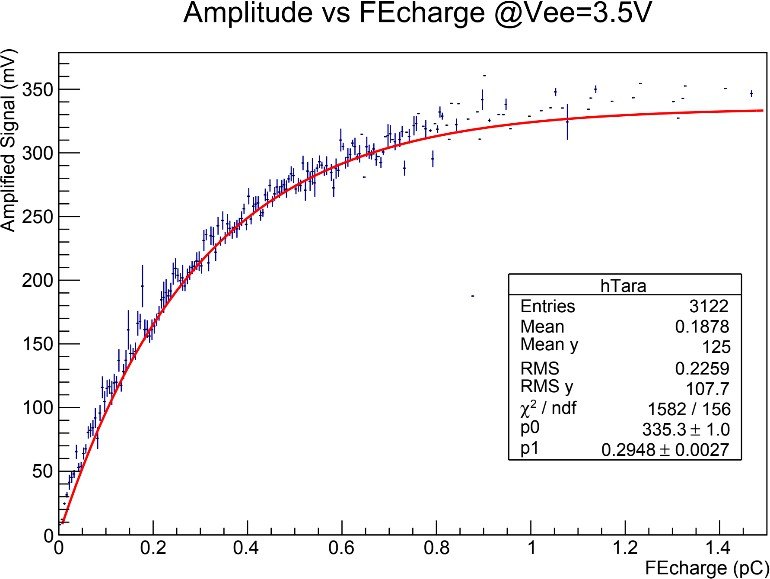 Amplitude vs FEcharge @Vee=3.5V
Amplified Signal (mV)
350
300
250
200
150
100
50
0
0 0.2 0.4 0.6 0.8 1 1.2 1.4
FEcharge (pC)
hTara
Entries 3122
Mean 0.1878
Mean y 125
RMS 0.2259
RMS y 107.7
χ² / ndf 1582 / 156
p0 335.3 ± 1.0
p1 0.2948 ± 0.0027